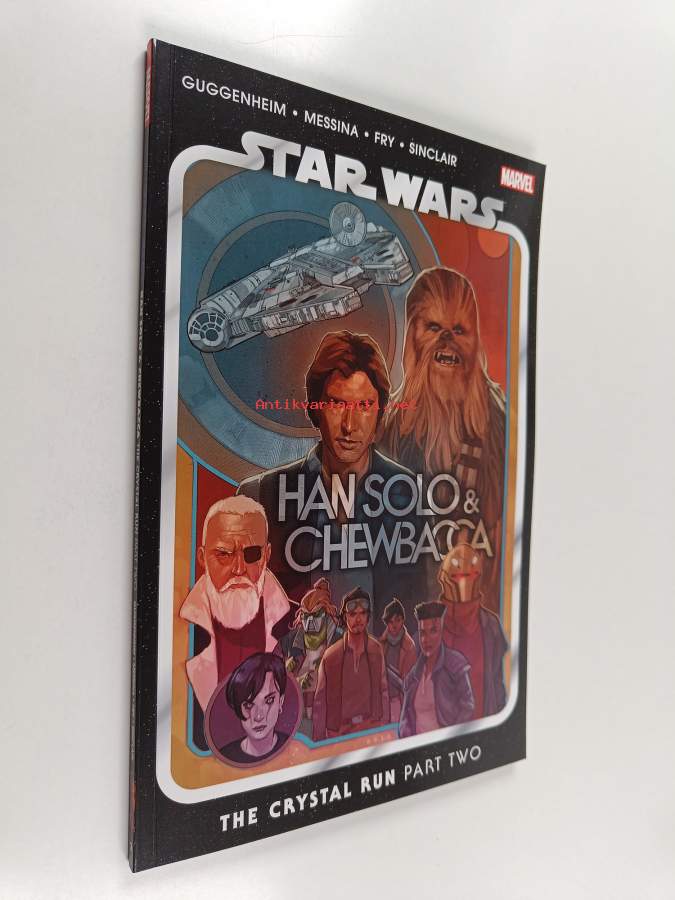 GUGGENHEIM • MESSINA • FRY • SINCLAIR
MARVEL
STAR WARS
Antikvariaatti.net
HAN SOLO &
CHEWBACCA
THE CRYSTAL RUN PART TWO